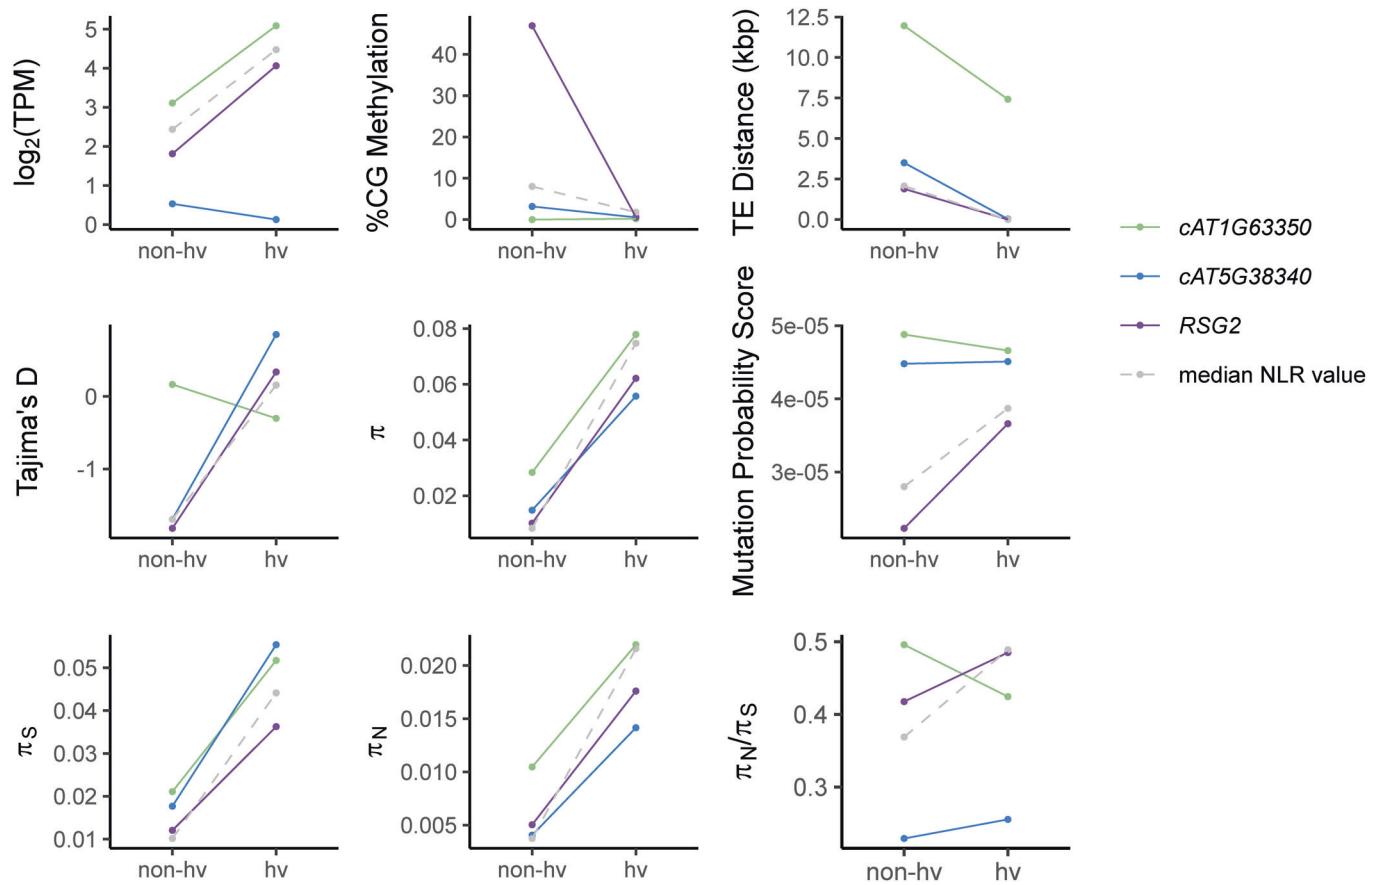 log₂(TPM)
5
4
3
2
1
0
non-hv hv
%CG Methylation
40
30
20
10
0
non-hv hv
TE Distance (kbp)
12.5
10.0
7.5
5.0
2.5
0.0
non-hv hv
cAT1G63350
cAT5G38340
RSG2
median NLR value
Tajima's D
0
-1
non-hv hv
π
0.08
0.06
0.04
0.02
non-hv hv
Mutation Probability Score
5e-05
4e-05
3e-05
non-hv hv
πS
0.05
0.04
0.03
0.02
0.01
non-hv hv
πN
0.020
0.015
0.010
0.005
non-hv hv
πN/πS
0.5
0.4
0.3
non-hv hv